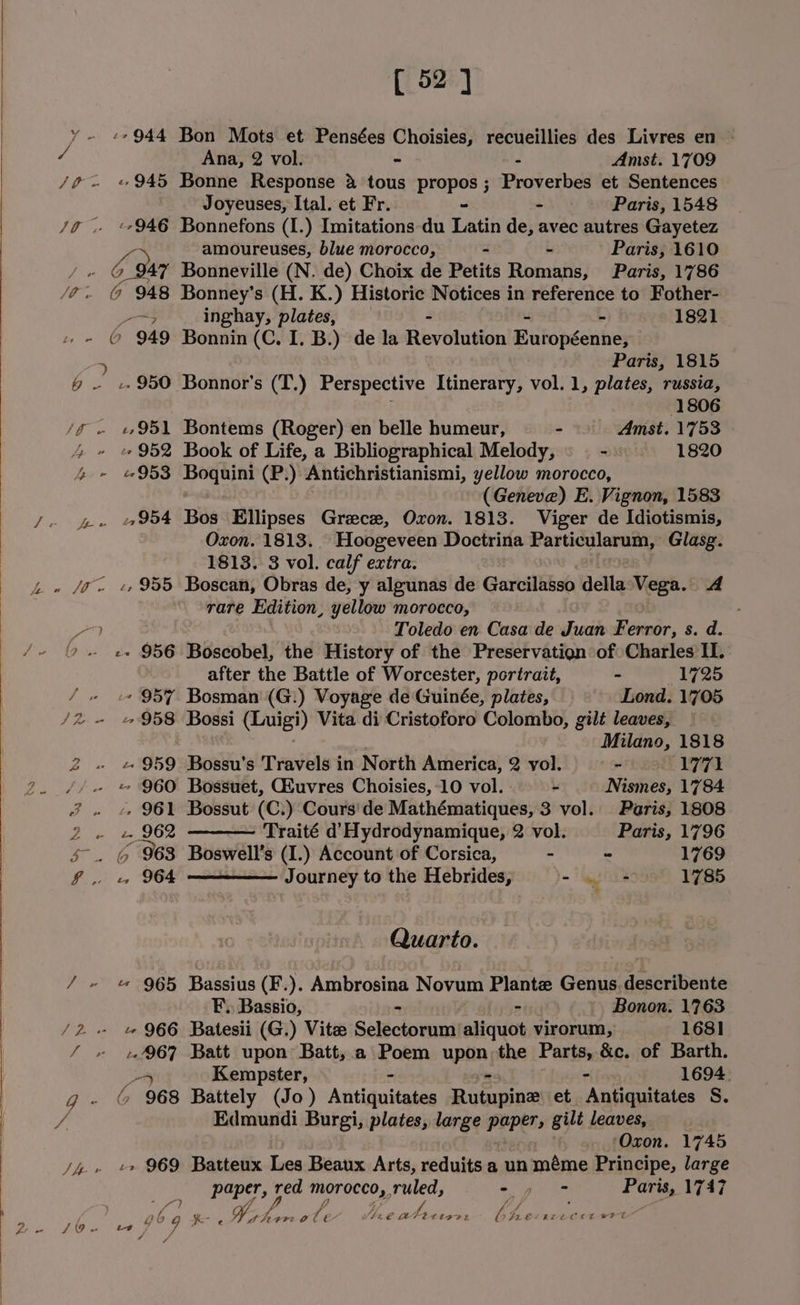 [ 52 ]
944 Bon Mots et Pensées Choisies, recueillies des Livres en
Ana, 2 vol. - - Amst. 1709
945 Bonne Response à tous propos ; Proverbes et Sentences
Joyeuses, Ital. et Fr. - - Paris, 1548
946 Bonnefons (I.) Imitations du Latin de, avec autres Gayetez
amoureuses, blue morocco, - - Paris, 1610
947 Bonneville (N. de) Choix de Petits Romans, Paris, 1786
948 Bonney's (H. K.) Historic Notices in reference to Fother-
inghay, plates, - - - 1821
949 Bonnin (C. I. B.) de la Revolution Européenne,
Paris, 1815
950 Bonnor's (T.) Perspective Itinerary, vol. 1, plates, russia,
1806
951 Bontems (Roger) en belle humeur, - Amst. 1753
952 Book of Life, a Bibliographical Melody, - 1820
953 Boquini (P.) Antichristianismi, yellow morocco,
(Genevæ) E. Vignon, 1583
954 Bos Ellipses Græcæ, Oxon. 1813. Viger de Idiotismis,
Oxon. 1813. Hoogeveen Doctrina Particularum, Glasg.
1813. 3 vol. calf extra.
955 Boscan, Obras de, y algunas de Garcilasso della Vega. A
rare Edition, yellow morocco,
Toledo en Casa de Juan Ferror, s. d.
956 Boscobel, the History of the Preservation of Charles II.
after the Battle of Worcester, portrait, - 1725
957 Bosman (G.) Voyage de Guinée, plates, Lond. 1705
958 Bossi (Luigi) Vita di Cristoforo Colombo, gilt leaves,
Milano, 1818
959 Bossu's Travels in North America, 2 vol. - 1771
960 Bossuet, Œuvres Choisies, 10 vol. - Nismes, 1784
961 Bossut (C.) Cours de Mathématiques, 3 vol. Paris, 1808
962 ——— Traité d'Hydrodynamique, 2 vol. Paris, 1796
963 Boswell's (I.) Account of Corsica, - - 1769
964 ——— Journey to the Hebrides, - - 1785
Quarto.
965 Bassius (F.). Ambrosina Novum Plantæ Genus describente
F. Bassio, - - Bonon. 1763
966 Batesii (G.) Vitæ Selectorum aliquot virorum, 1681
967 Batt upon Batt, a Poem upon the Parts, &c. of Barth.
Kempster, - - - 1694
968 Battely (Jo) Antiquitates Rutupinæ et Antiquitates S.
Edmundi Burgi, plates, large paper, gilt leaves,
Oxon. 1745
969 Batteux Les Beaux Arts, reduits a un même Principe, large
paper, red morocco, ruled, - - Paris, 1747
969 *